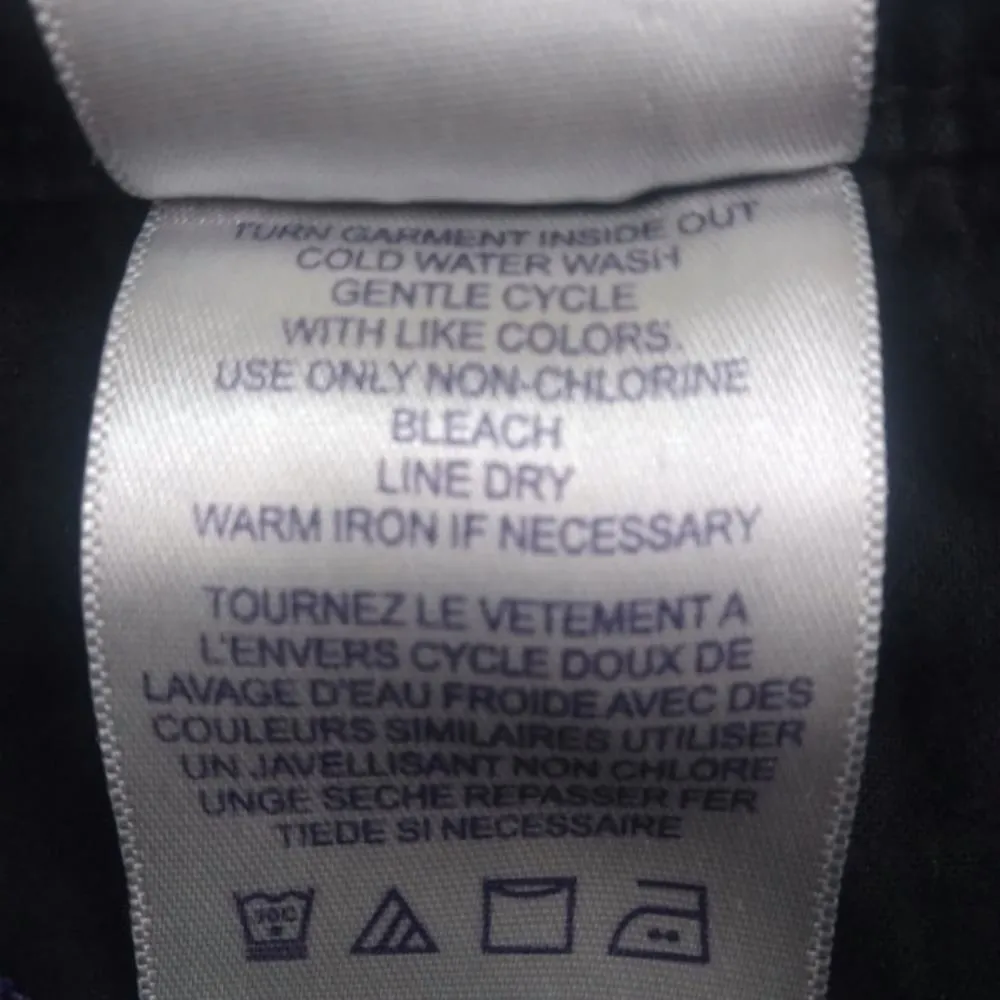 TURN GARMENT INSIDE OUT
COLD WATER WASH
GENTLE CYCLE
WITH LIKE COLORS.
USE ONLY NON-CHLORINE
BLEACH
LINE DRY
WARM IRON IF NECESSARY
TOURNEZ LE VETEMENT A
L'ENVERS CYCLE DOUX DE
LAVAGE D'EAU FROIDE AVEC DES
COULEURS SIMILAIRES UTILISER
UN JAVELLISANT NON CHLORE
UNGE SECHE REPASSER FER
TIEDE SI NECESSAIRE